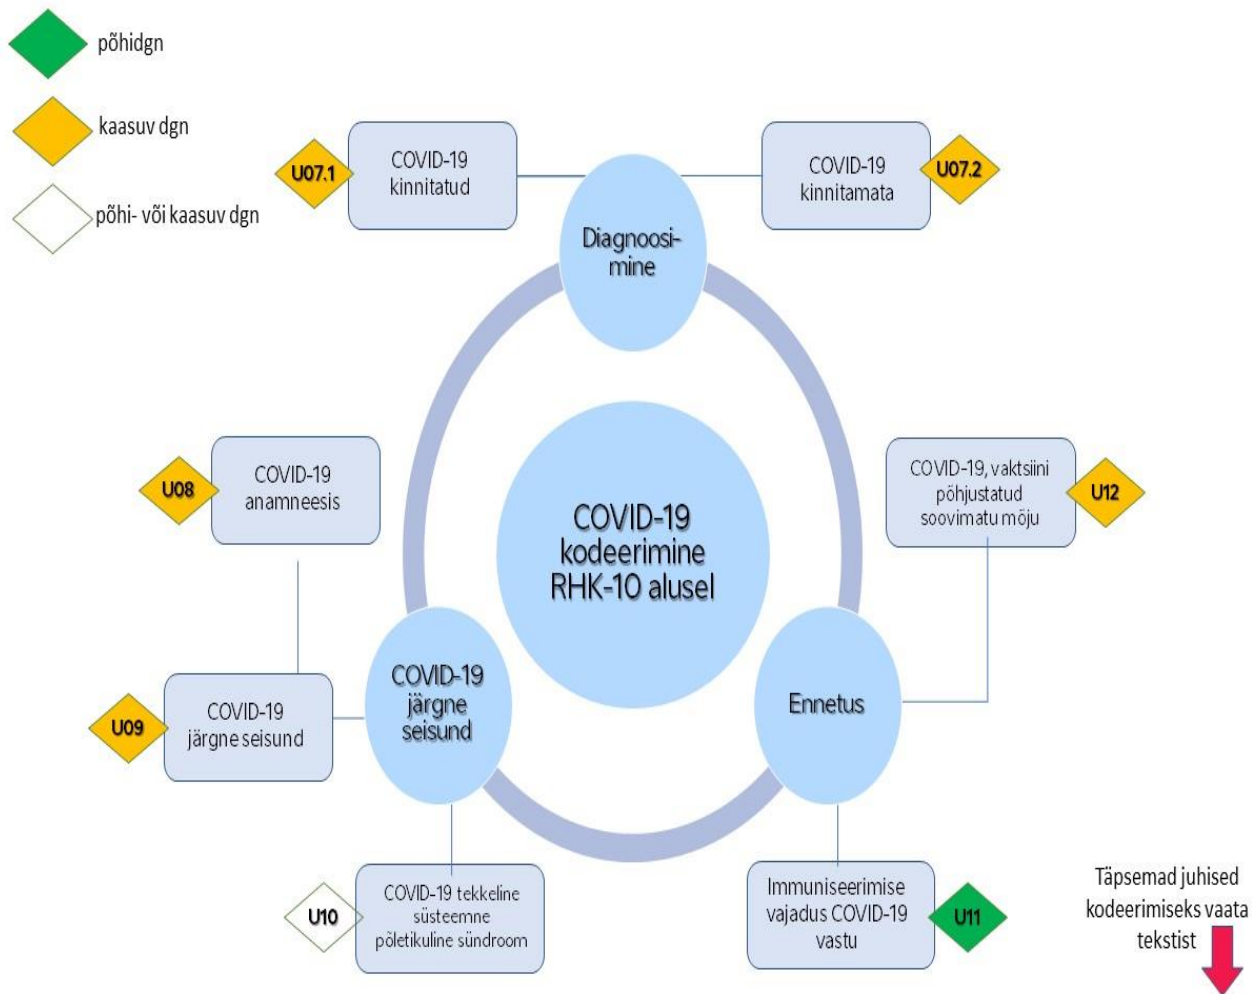 põhidgn
kaasuv dgn
põhi- või kaasuv dgn
U07.1
COVID-19
kinnitatud
COVID-19
kinnitamata
U07.2
Diagnoosi-
mine
U08
COVID-19
anamneesis
COVID-19, vaktsiini
põhjustatud
soovimatu mõju
U12
COVID-19
kodeerimine
RHK-10 alusel
U09
COVID-19
järgne seisund
COVID-19
järgne
seisund
Ennetus
U10
COVID-19 tekkeline
süsteemne
põletikuline sündroom
Immuniseerimise
vajadus COVID-19
vastu
U11
Täpsemad juhised
kodeerimiseks vaata
tekstist